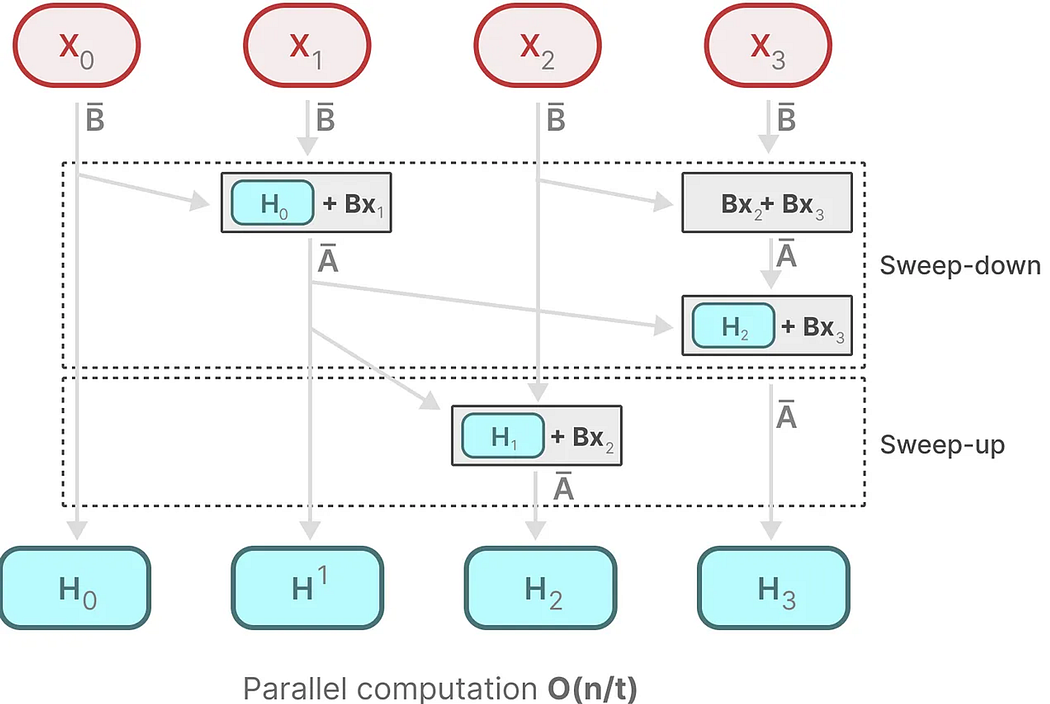 X₀ X₁ X₂ X₃
B̅ B̅ B̅ B̅
H₀ + Bx₁ Bx₂+ Bx₃
A̅ A̅
Sweep-down
H₂ + Bx₃
A̅
H₁ + Bx₂
Sweep-up
A̅
H₀ H¹ H₂ H₃
Parallel computation O(n/t)